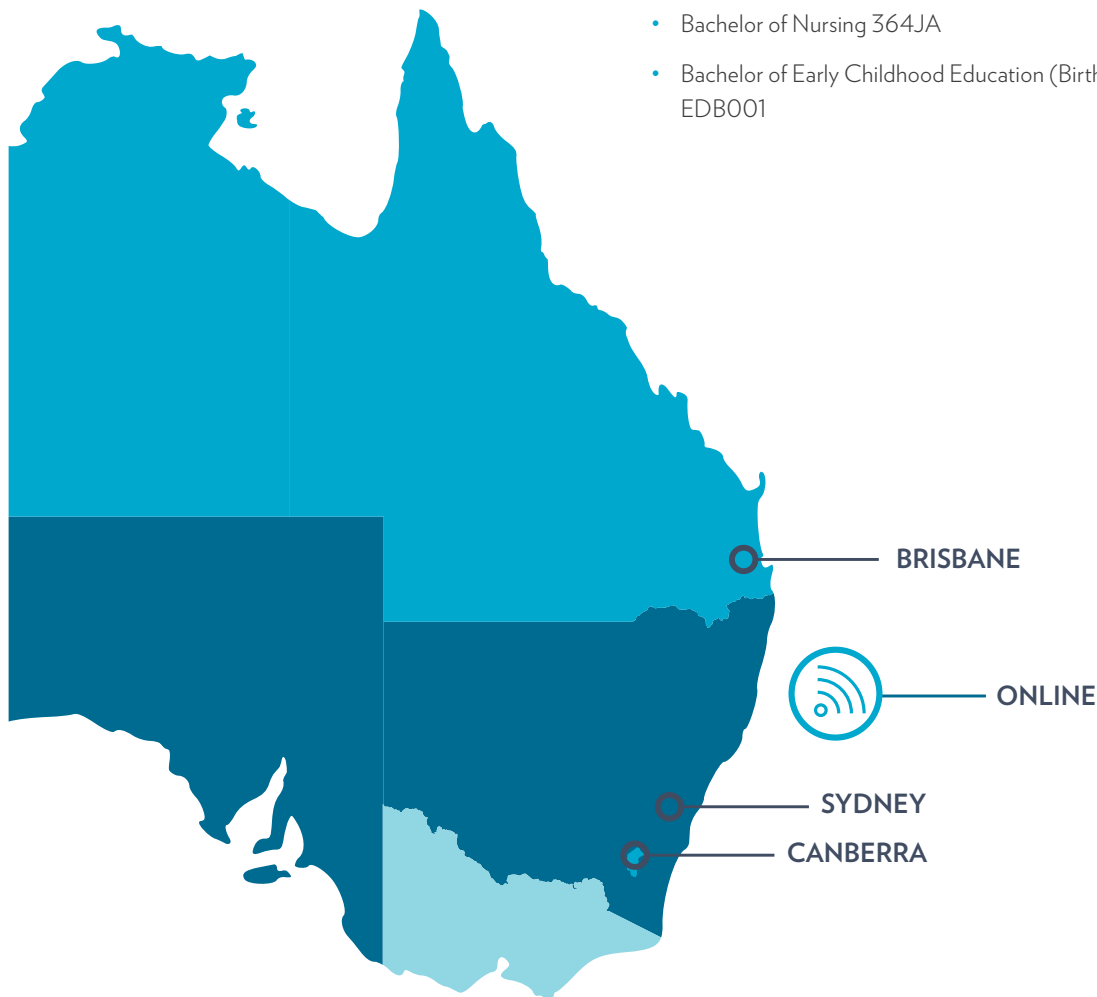 • Bachelor of Nursing 364JA
• Bachelor of Early Childhood Education (Birth
EDB001
BRISBANE
ONLINE
SYDNEY
CANBERRA